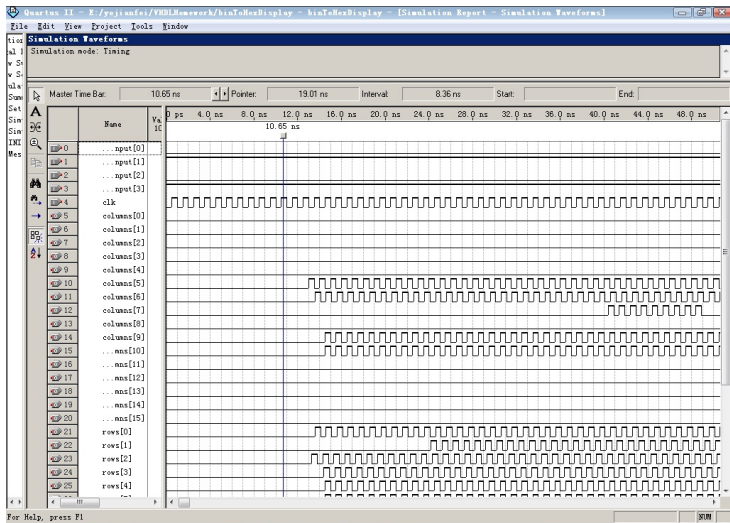 Quartus II - E:/yejianfei/VHDLHomework/binToHexDisplay - binToHexDisplay - [Simulation Report - Simulation Waveforms]
File Edit View Project Tools Window
Simulation Waveforms
Simulation mode: Timing
Master Time Bar: 10.65 ns Pointer: 19.01 ns Interval: 8.36 ns Start: End:
Name
0 ps 4.0 ns 8.0 ns 12.0 ns 16.0 ns 20.0 ns 24.0 ns 28.0 ns 32.0 ns 36.0 ns 40.0 ns 44.0 ns 48.0 ns
10.65 ns
0 ...nput[0]
1 ...nput[1]
2 ...nput[2]
3 ...nput[3]
4 clk
5 columns[0]
6 columns[1]
7 columns[2]
8 columns[3]
9 columns[4]
10 columns[5]
11 columns[6]
12 columns[7]
13 columns[8]
14 columns[9]
15 ...mns[10]
16 ...mns[11]
17 ...mns[12]
18 ...mns[13]
19 ...mns[14]
20 ...mns[15]
21 rows[0]
22 rows[1]
23 rows[2]
24 rows[3]
25 rows[4]
For Help, press F1
NUM